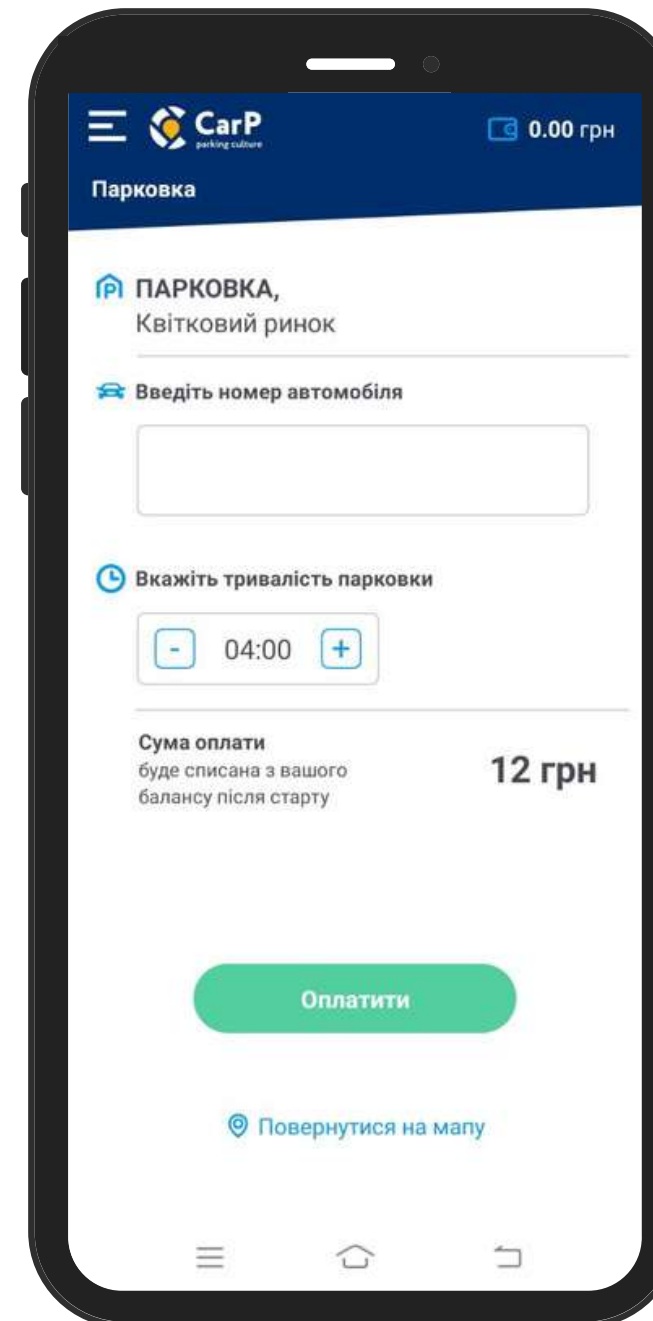 CarP
parking culture
0.00 грн
Парковка
ПАРКОВКА,
Квітковий ринок
Введіть номер автомобіля
Вкажіть тривалість парковки
- 04:00 +
Сума оплати
буде списана з вашого
балансу після старту
12 грн
Оплатити
Повернутися на мапу